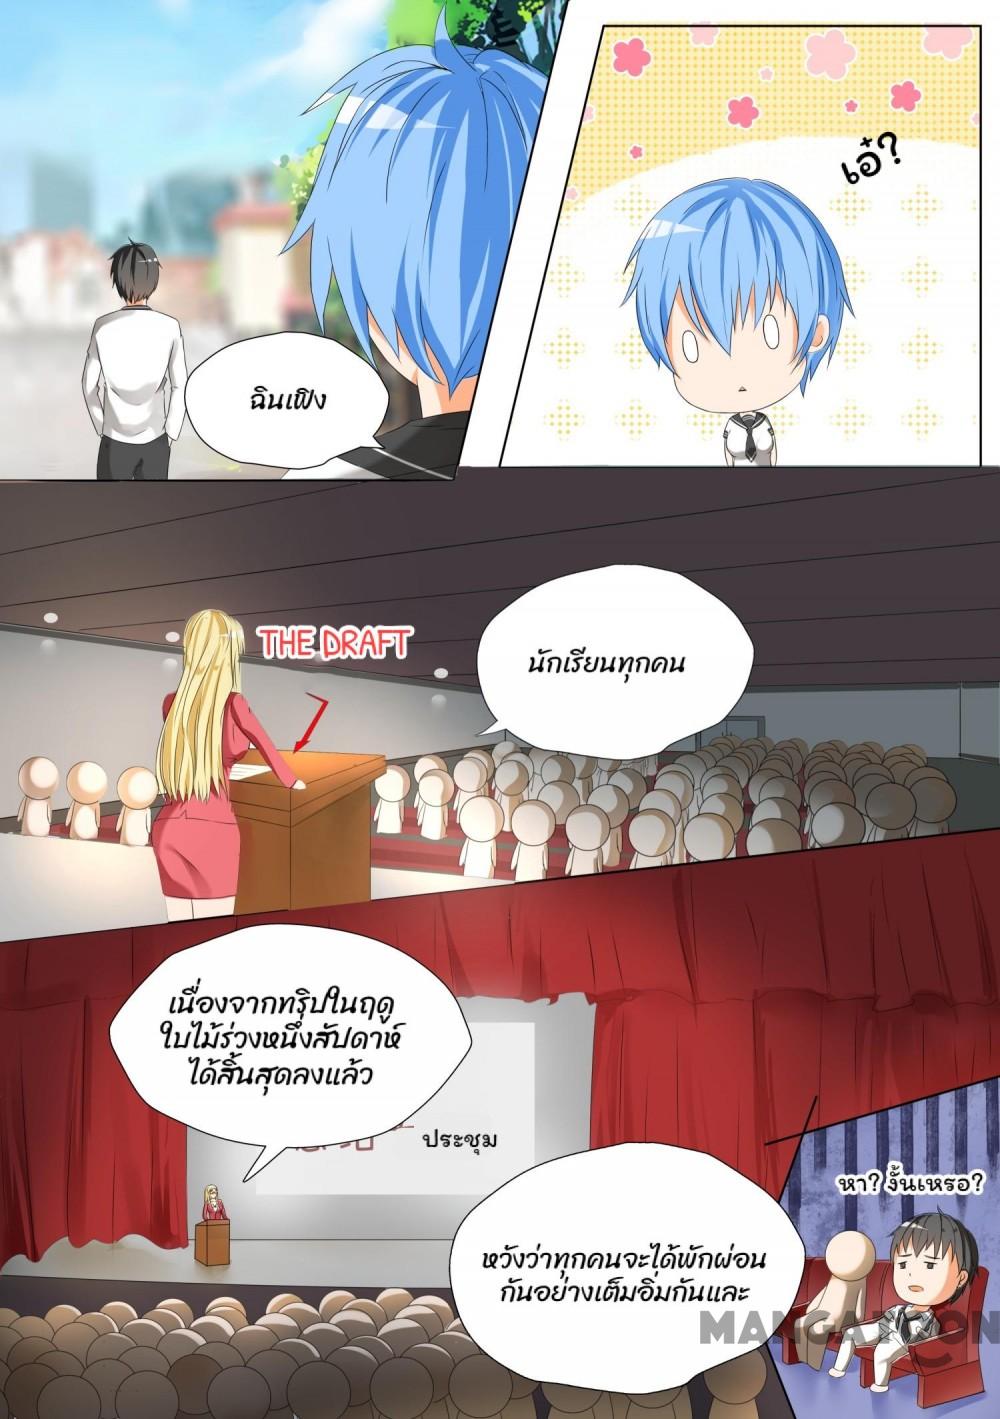 ฉินเฟิง
เอ๋?
THE DRAFT
นักเรียนทุกคน
เนื่องจากทริปในฤดู
ใบไม้ร่วงหนึ่งสัปดาห์
ได้สิ้นสุดลงแล้ว
ประชุม
หวังว่าทุกคนจะได้พักผ่อน
กันอย่างเต็มอิ่มกันและ
หา? งั้นเหรอ?
MANGATOON